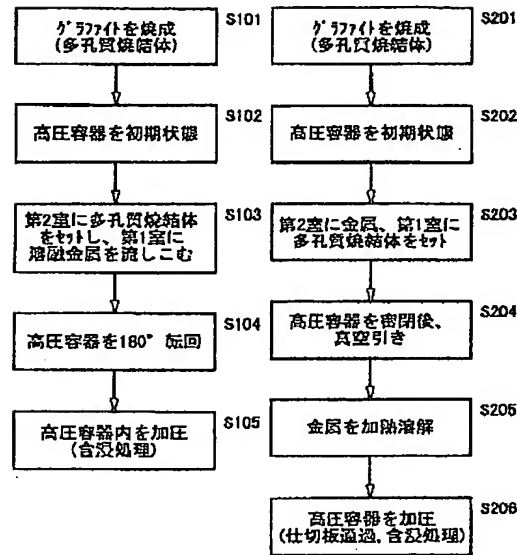 S101
ｸﾞﾗﾌｧｲﾄを焼成
(多孔質焼結体)
S102
高圧容器を初期状態
S103
第2室に多孔質焼結体
をｾｯﾄし、第1室に
溶融金属を流しこむ
S104
高圧容器を180°転回
S105
高圧容器内を加圧
(含浸処理)
S201
ｸﾞﾗﾌｧｲﾄを焼成
(多孔質焼結体)
S202
高圧容器を初期状態
S203
第2室に金属、第1室に
多孔質焼結体をｾｯﾄ
S204
高圧容器を密閉後、
真空引き
S205
金属を加熱溶解
S206
高圧容器を加圧
(仕切板通過,含浸処理)